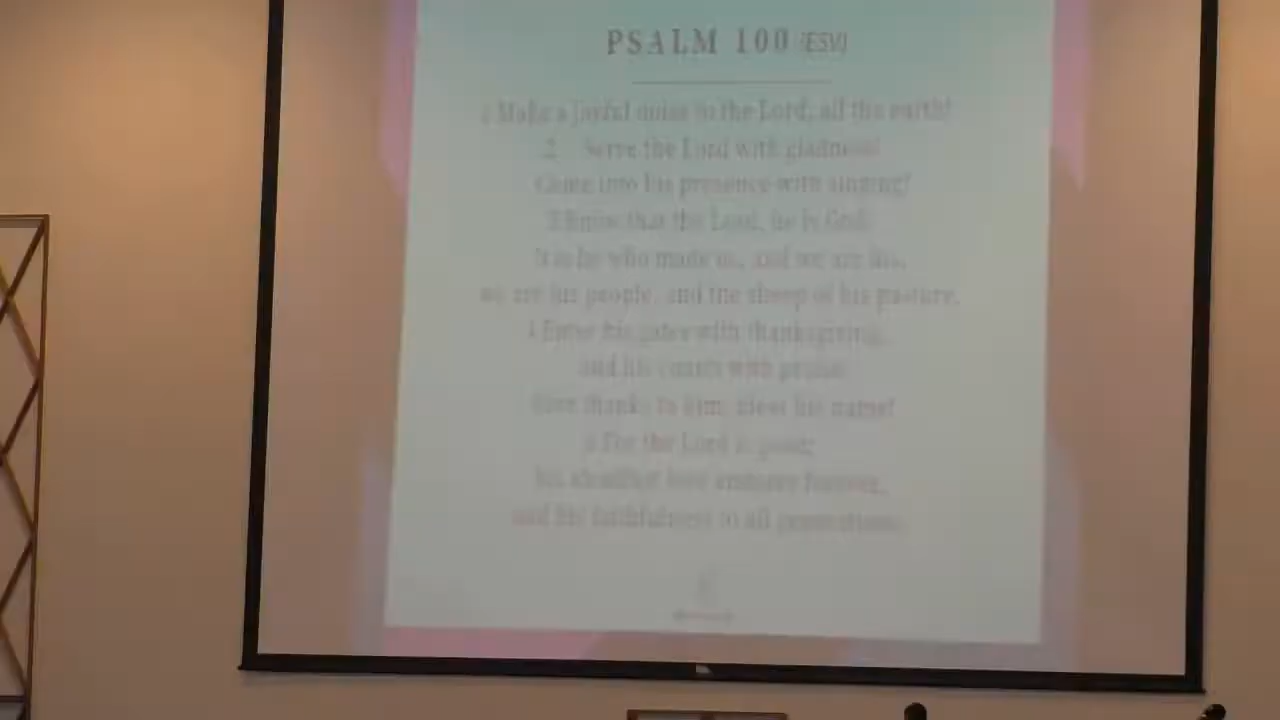 PSALM 100 (ESV)
1 Make a joyful noise to the Lord, all the earth!
2 Serve the Lord with gladness!
Come into his presence with singing!
3 Know that the Lord, he is God!
It is he who made us, and we are his;
we are his people, and the sheep of his pasture.
4 Enter his gates with thanksgiving,
and his courts with praise!
Give thanks to him; bless his name!
5 For the Lord is good;
his steadfast love endures forever,
and his faithfulness to all generations.